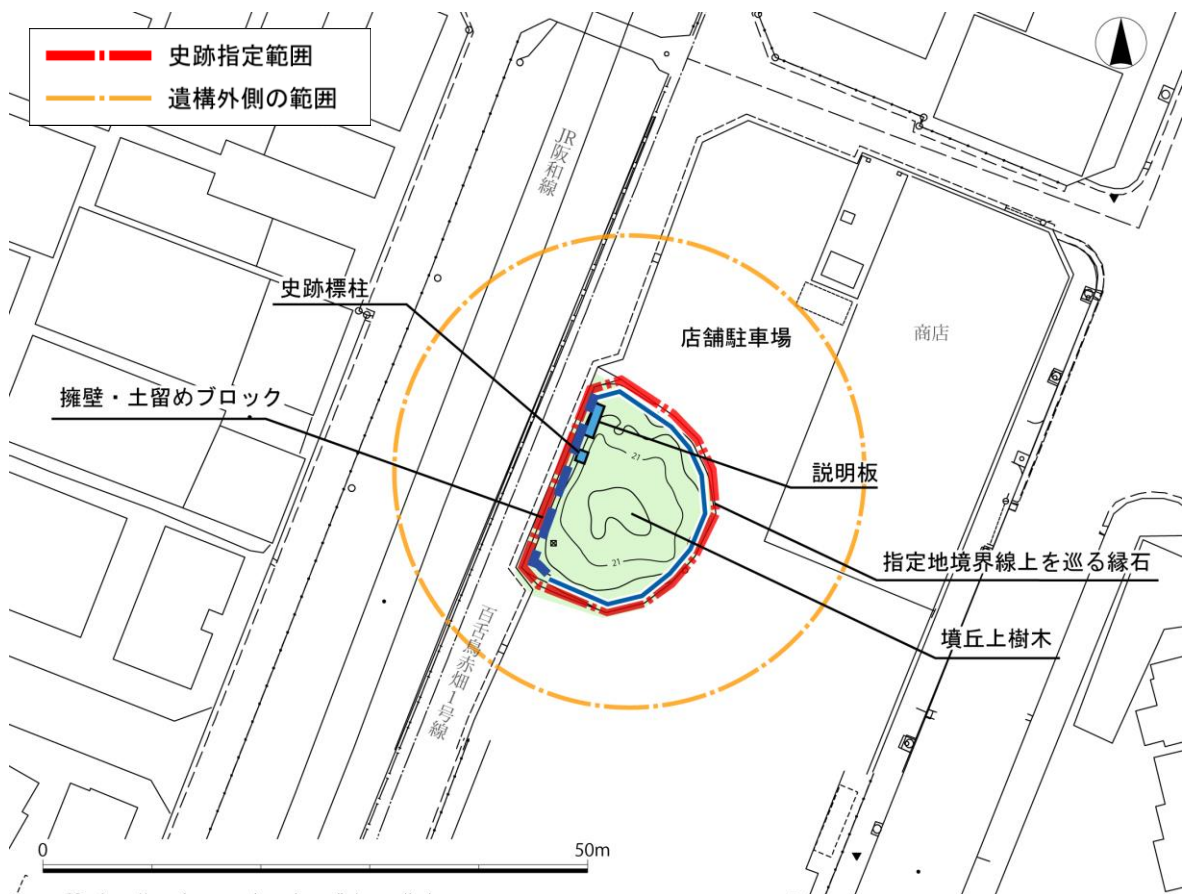 史跡指定範囲
遺構外側の範囲
JR阪和線
史跡標柱
店舗駐車場
商店
擁壁・土留めブロック
21
説明板
指定地境界線上を巡る縁石
21
墳丘上樹木
百舌鳥赤畑1号線
0
50m